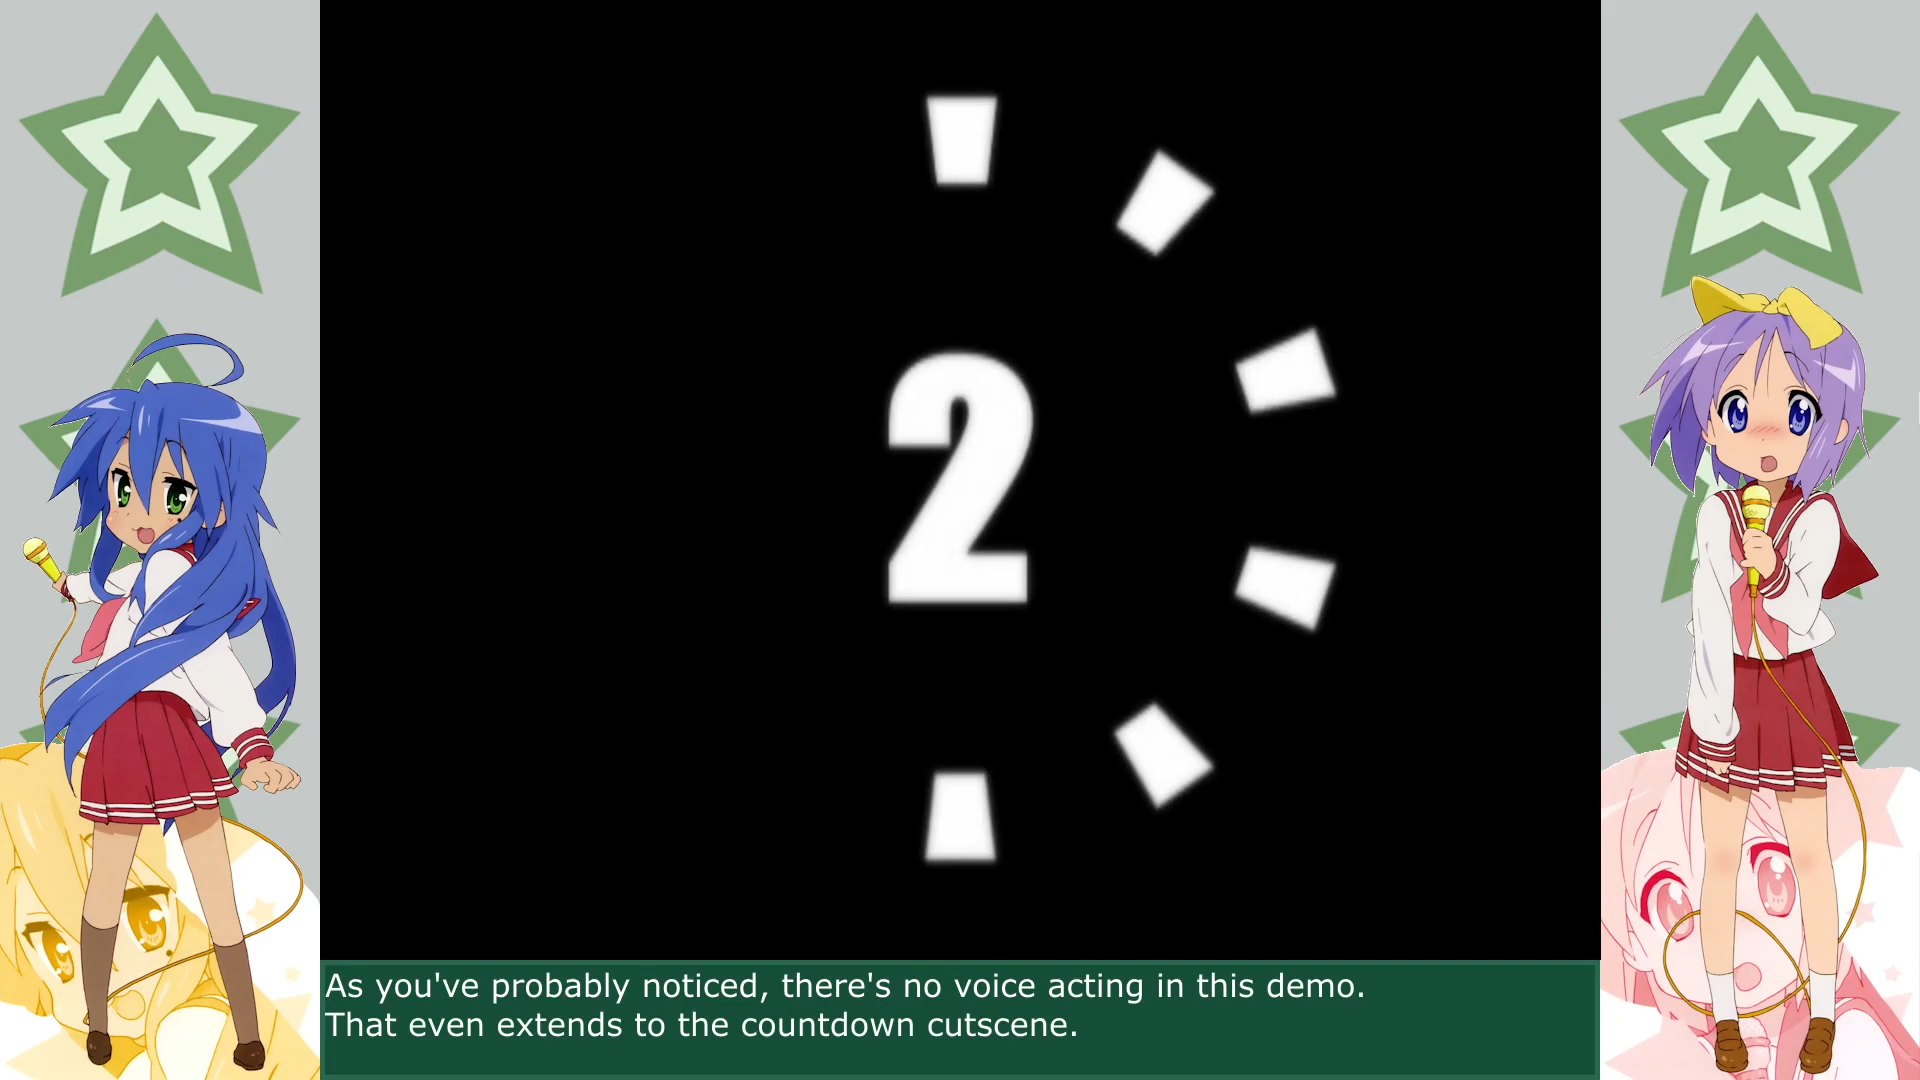 2
As you've probably noticed, there's no voice acting in this demo.
That even extends to the countdown cutscene.